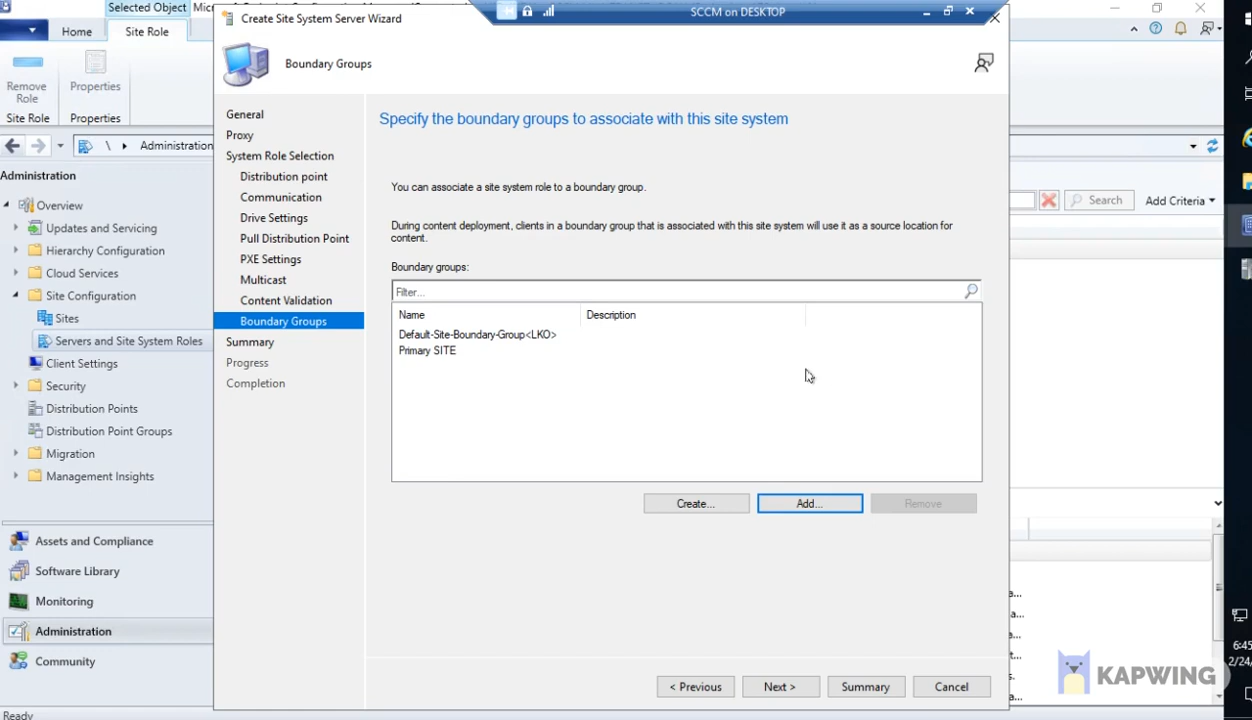 Selected Object
Create Site System Server Wizard
SCCM on DESKTOP
Home
Site Role
Boundary Groups
Remove
Role
Properties
Site Role
Properties
\ Administration
Search
Add Criteria
Administration
Overview
Updates and Servicing
Hierarchy Configuration
Cloud Services
Site Configuration
Sites
Servers and Site System Roles
Client Settings
Security
Distribution Points
Distribution Point Groups
Migration
Management Insights
Assets and Compliance
Software Library
Monitoring
Administration
Community
Ready
General
Proxy
System Role Selection
Distribution point
Communication
Drive Settings
Pull Distribution Point
PXE Settings
Multicast
Content Validation
Boundary Groups
Summary
Progress
Completion
Specify the boundary groups to associate with this site system
You can associate a site system role to a boundary group.
During content deployment, clients in a boundary group that is associated with this site system will use it as a source location for
content.
Boundary groups:
Filter...
Name Description
Default-Site-Boundary-Group<LKO>
Primary SITE
Create... Add... Remove
< Previous Next > Summary Cancel
KAPWING